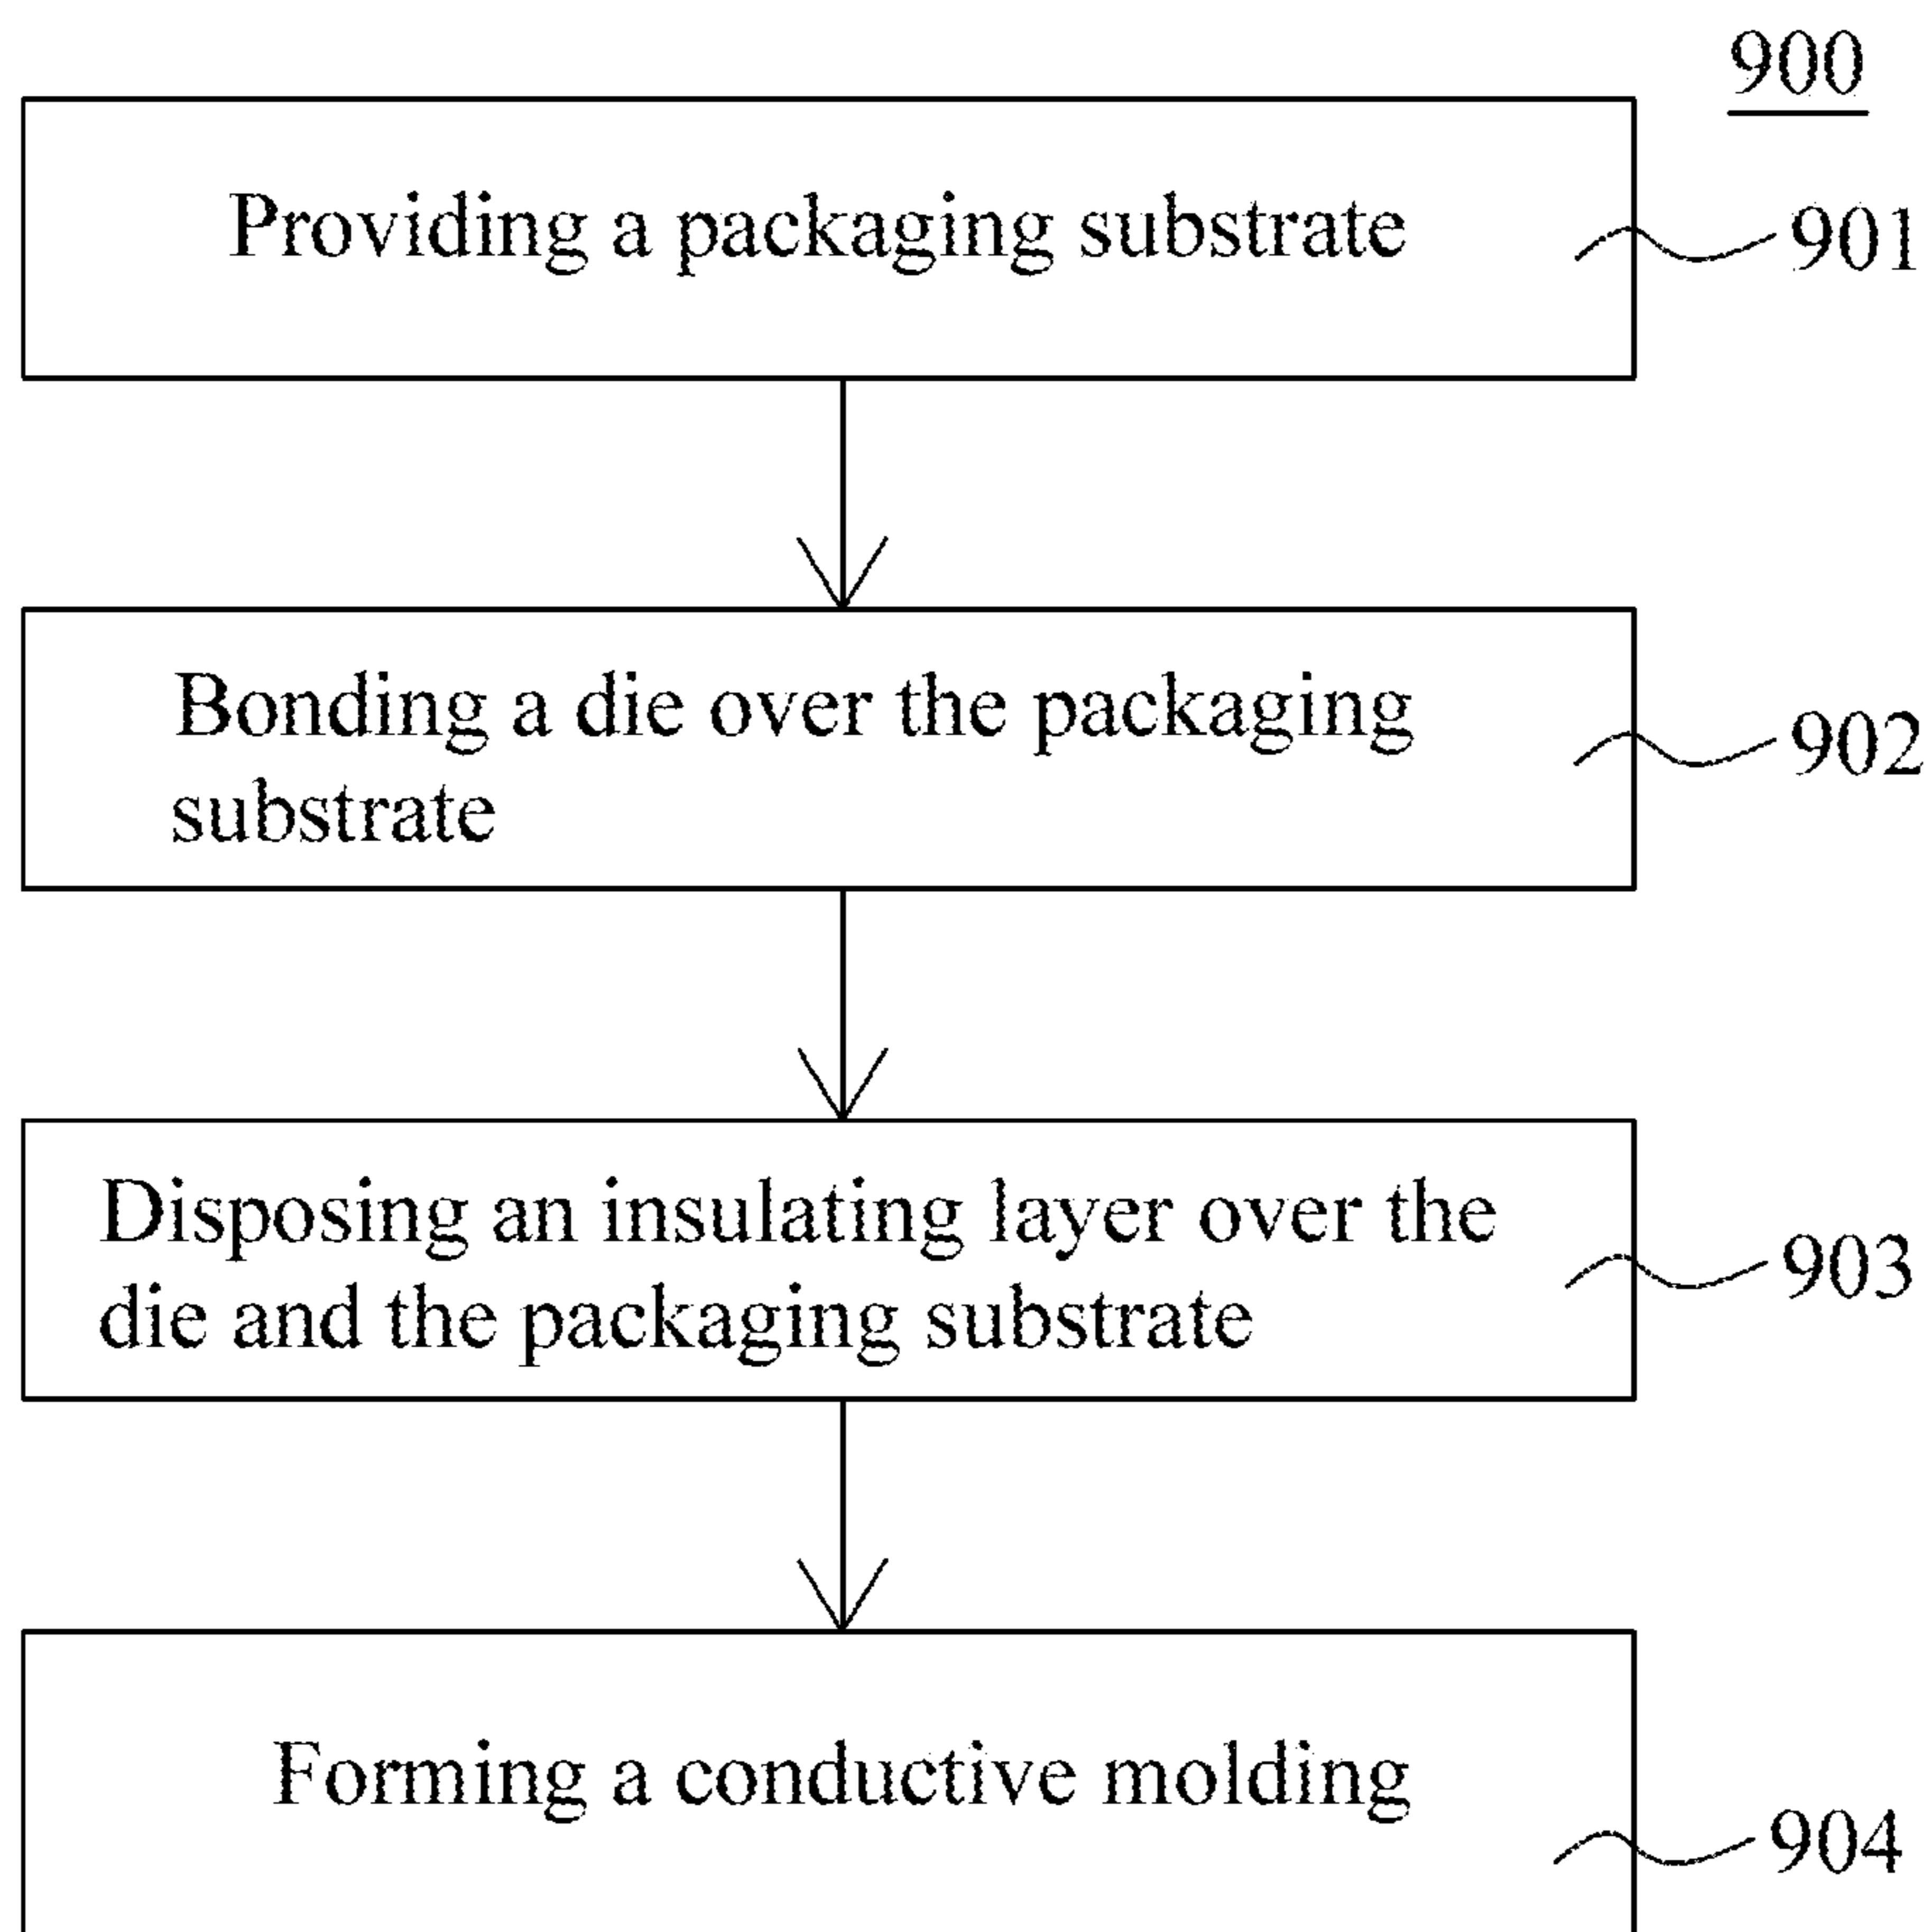 900
Providing a packaging substrate
901
Bonding a die over the packaging
substrate
902
Disposing an insulating layer over the
die and the packaging substrate
903
Forming a conductive molding
904